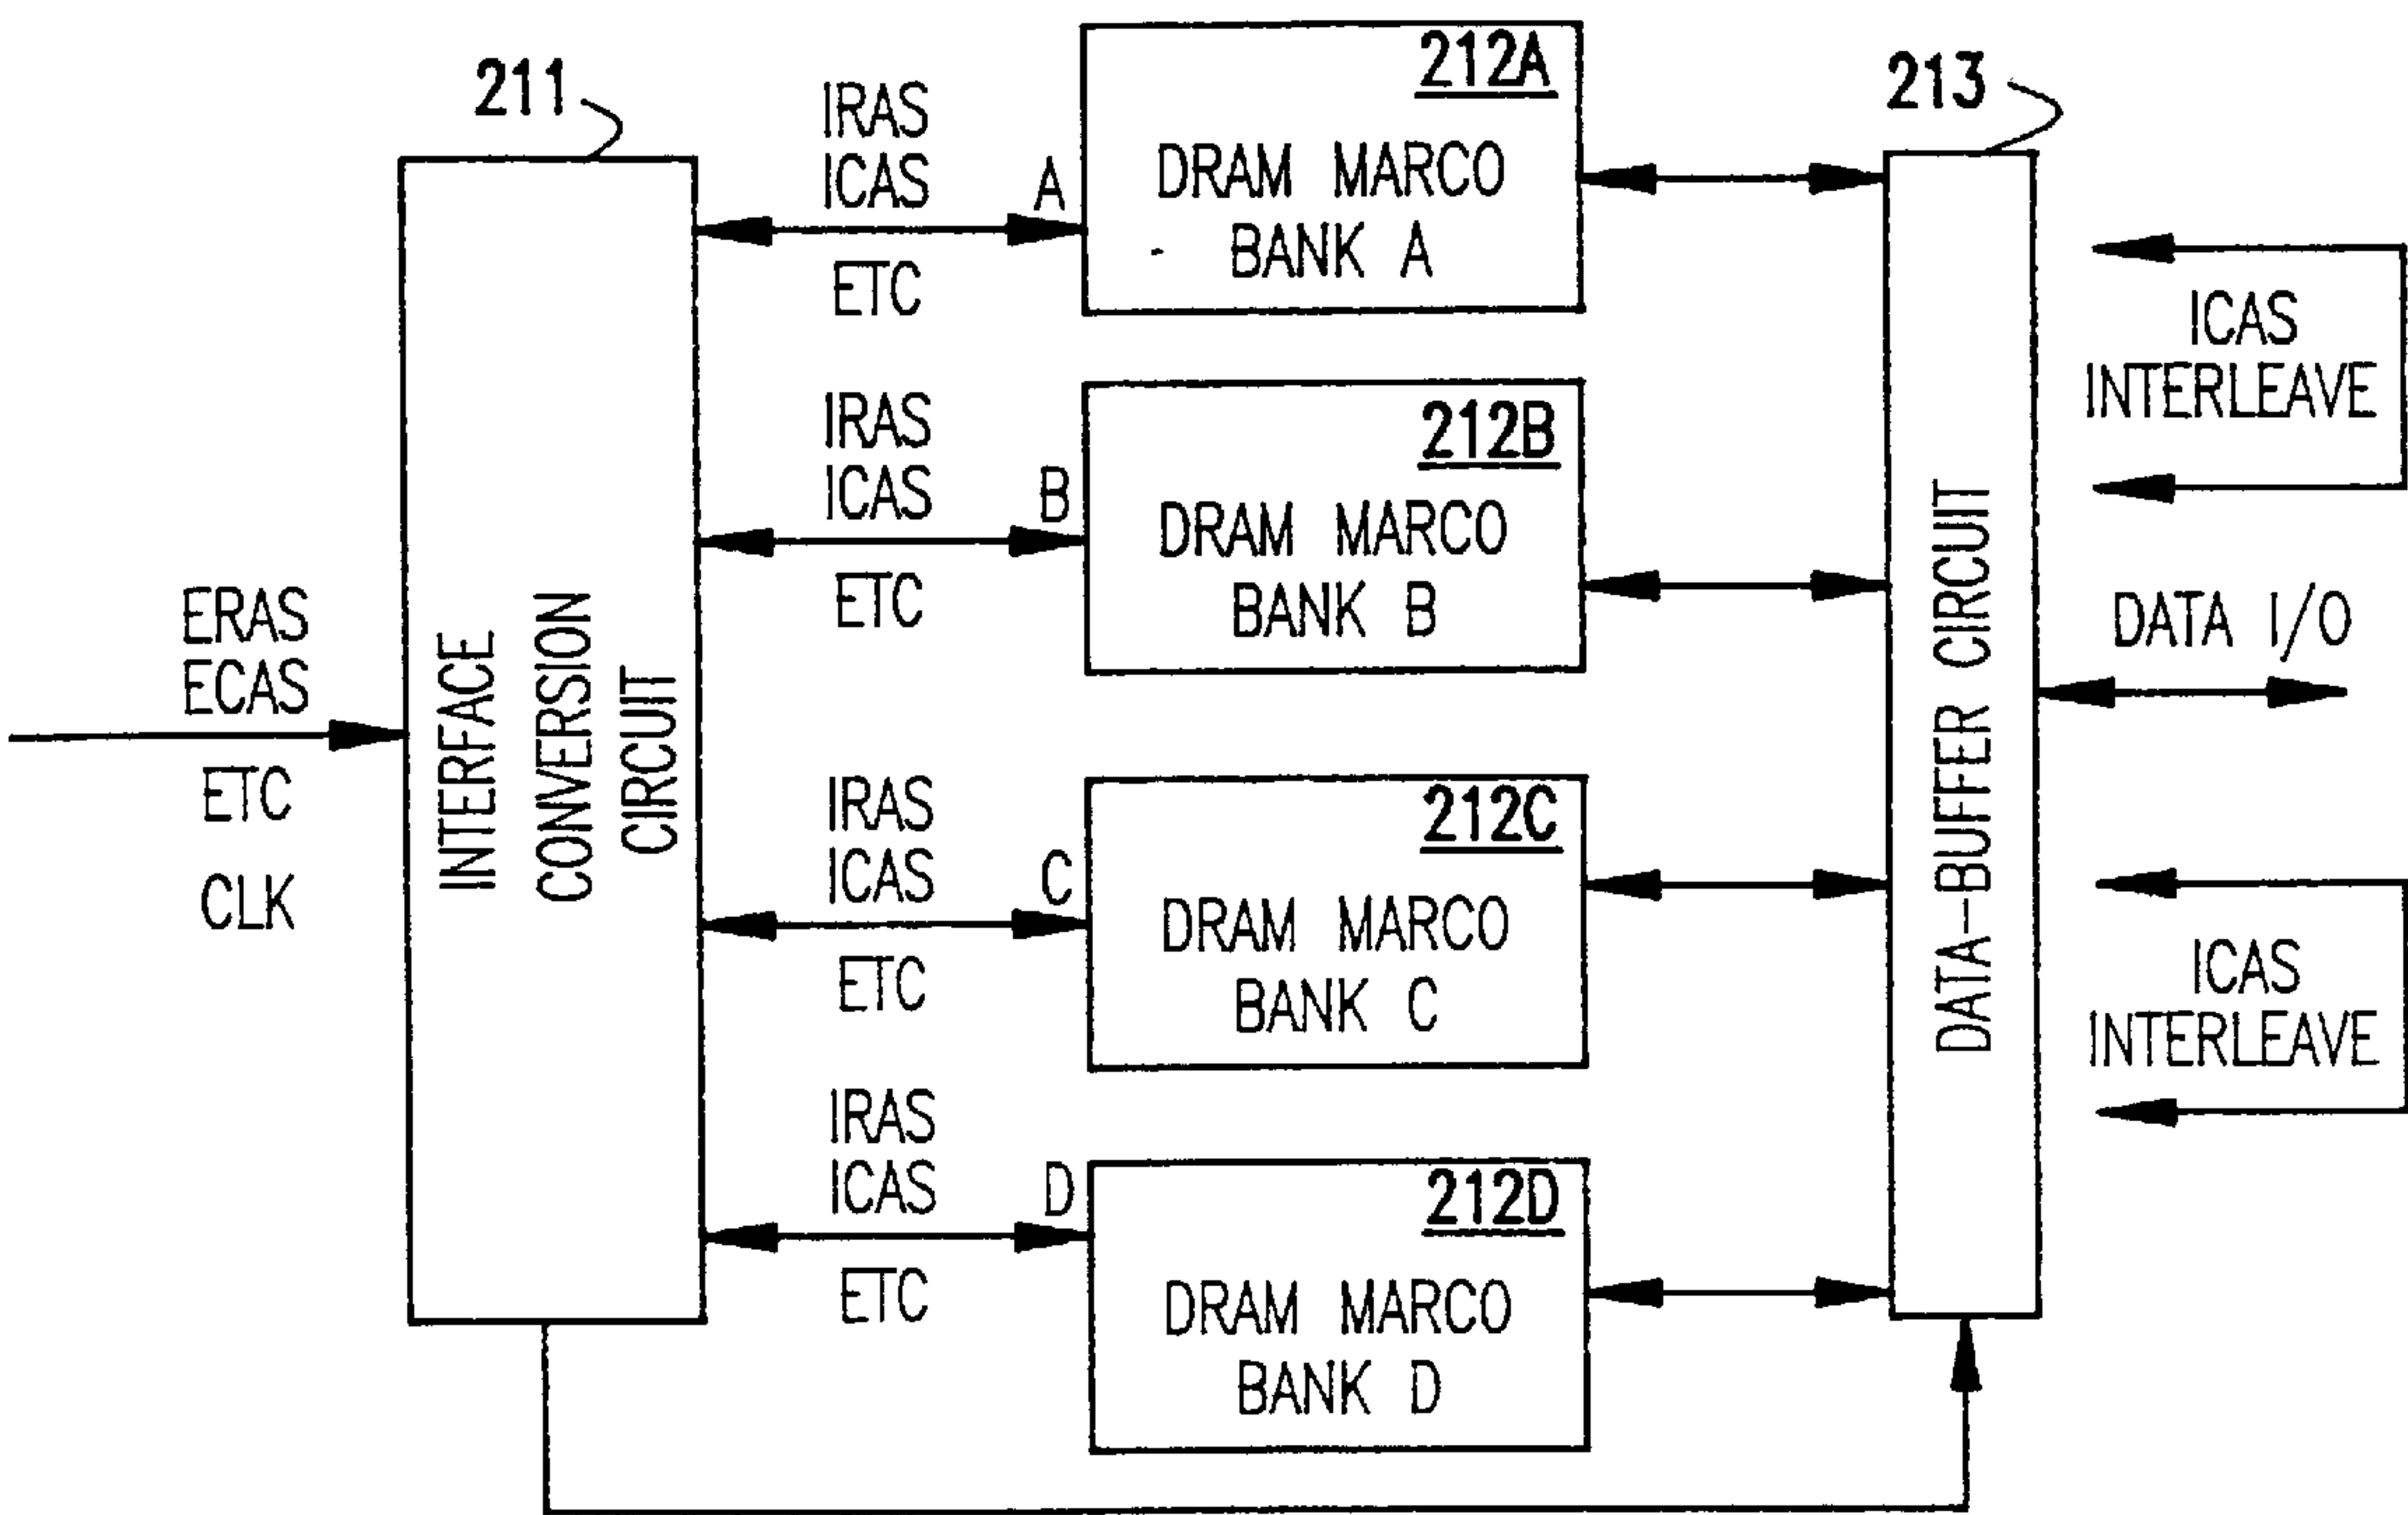 211
212A
213
IRAS
ICAS
A
ETC
DRAM MARCO
BANK A
ICAS
INTERLEAVE
IRAS
ICAS
B
ETC
212B
DRAM MARCO
BANK B
ERAS
ECAS
ETC
CLK
INTERFACE
CONVERSION
CIRCUIT
DATA-BUFFER CIRCUIT
DATA I/O
IRAS
ICAS
C
ETC
212C
DRAM MARCO
BANK C
ICAS
INTERLEAVE
IRAS
ICAS
D
ETC
212D
DRAM MARCO
BANK D